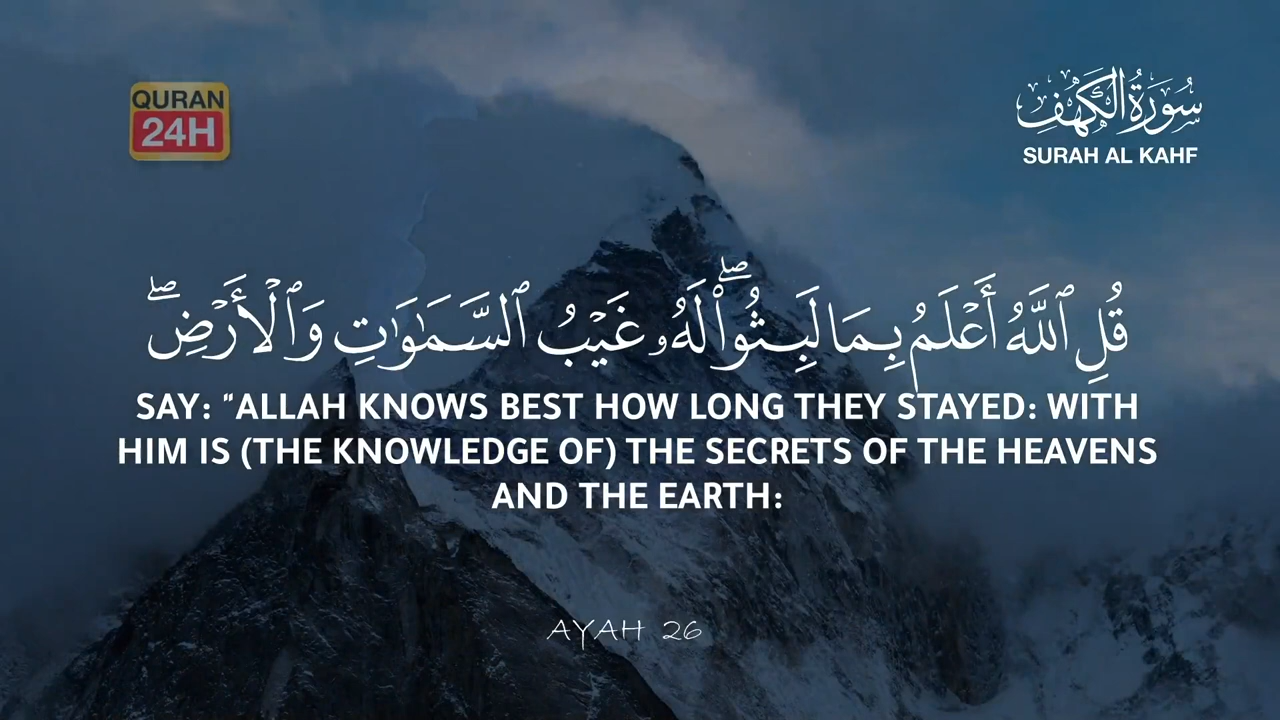 QURAN
24H
سُورَةُ الْكَهْفِ
SURAH AL KAHF
قُلِ ٱللَّهُ أَعْلَمُ بِمَا لَبِثُوا۟ ۖ لَهُۥ غَيْبُ ٱلسَّمَـٰوَٰتِ وَٱلْأَرْضِ ۖ
SAY: "ALLAH KNOWS BEST HOW LONG THEY STAYED: WITH
HIM IS (THE KNOWLEDGE OF) THE SECRETS OF THE HEAVENS
AND THE EARTH:
AYAH 26